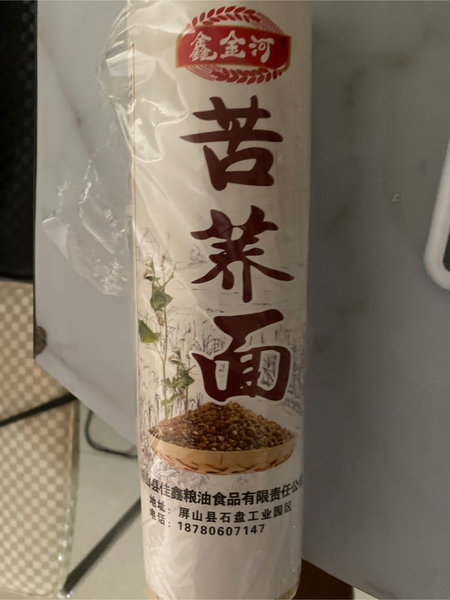 鑫金河
苦荞面
山县佳鑫粮油食品有限责任公
地址：屏山县石盘工业园区
电话：18780607147